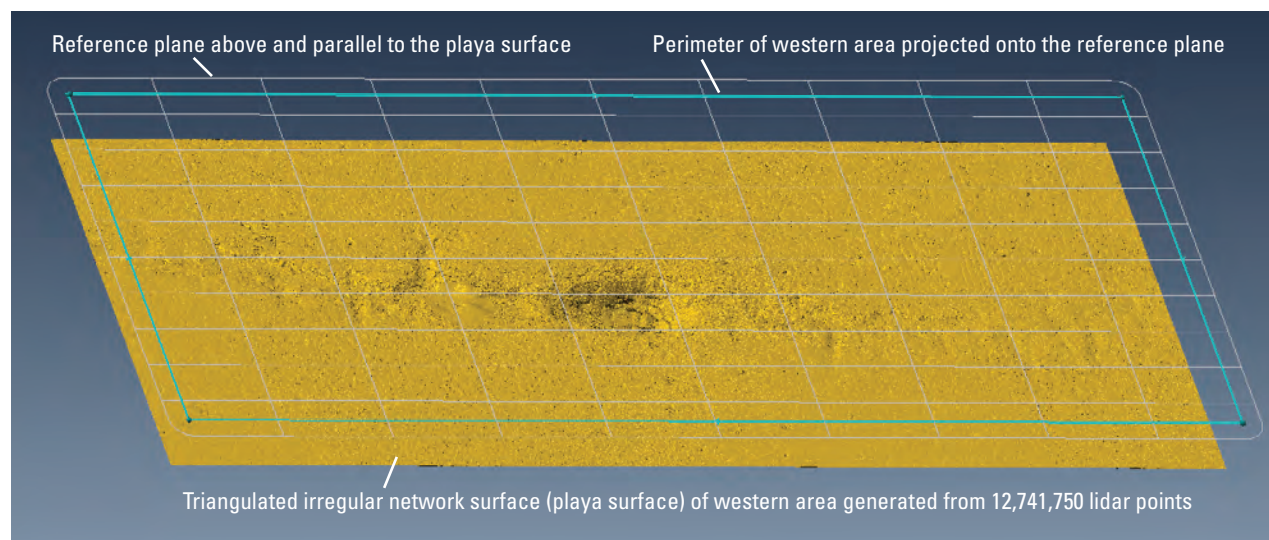 Reference plane above and parallel to the playa surface
Perimeter of western area projected onto the reference plane
Triangulated irregular network surface (playa surface) of western area generated from 12,741,750 lidar points